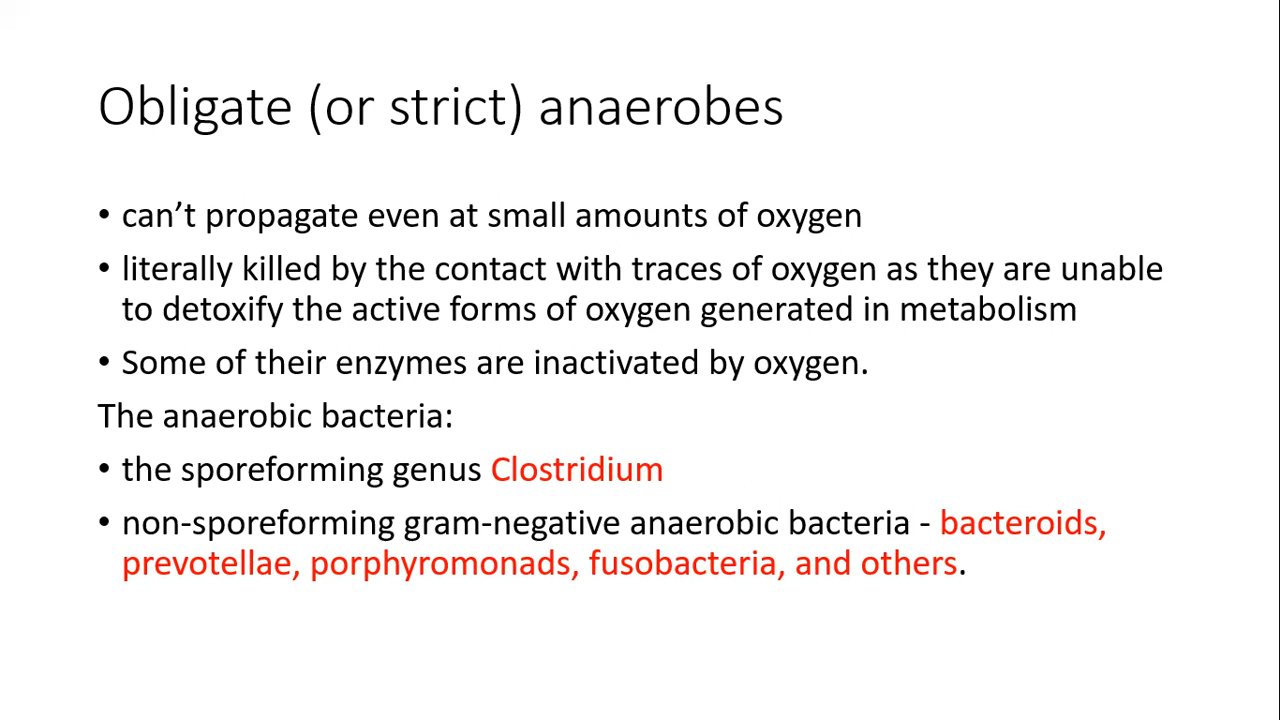 Obligate (or strict) anaerobes
• can’t propagate even at small amounts of oxygen
• literally killed by the contact with traces of oxygen as they are unable
to detoxify the active forms of oxygen generated in metabolism
• Some of their enzymes are inactivated by oxygen.
The anaerobic bacteria:
• the sporeforming genus Clostridium
• non-sporeforming gram-negative anaerobic bacteria - bacteroids,
prevotellae, porphyromonads, fusobacteria, and others.